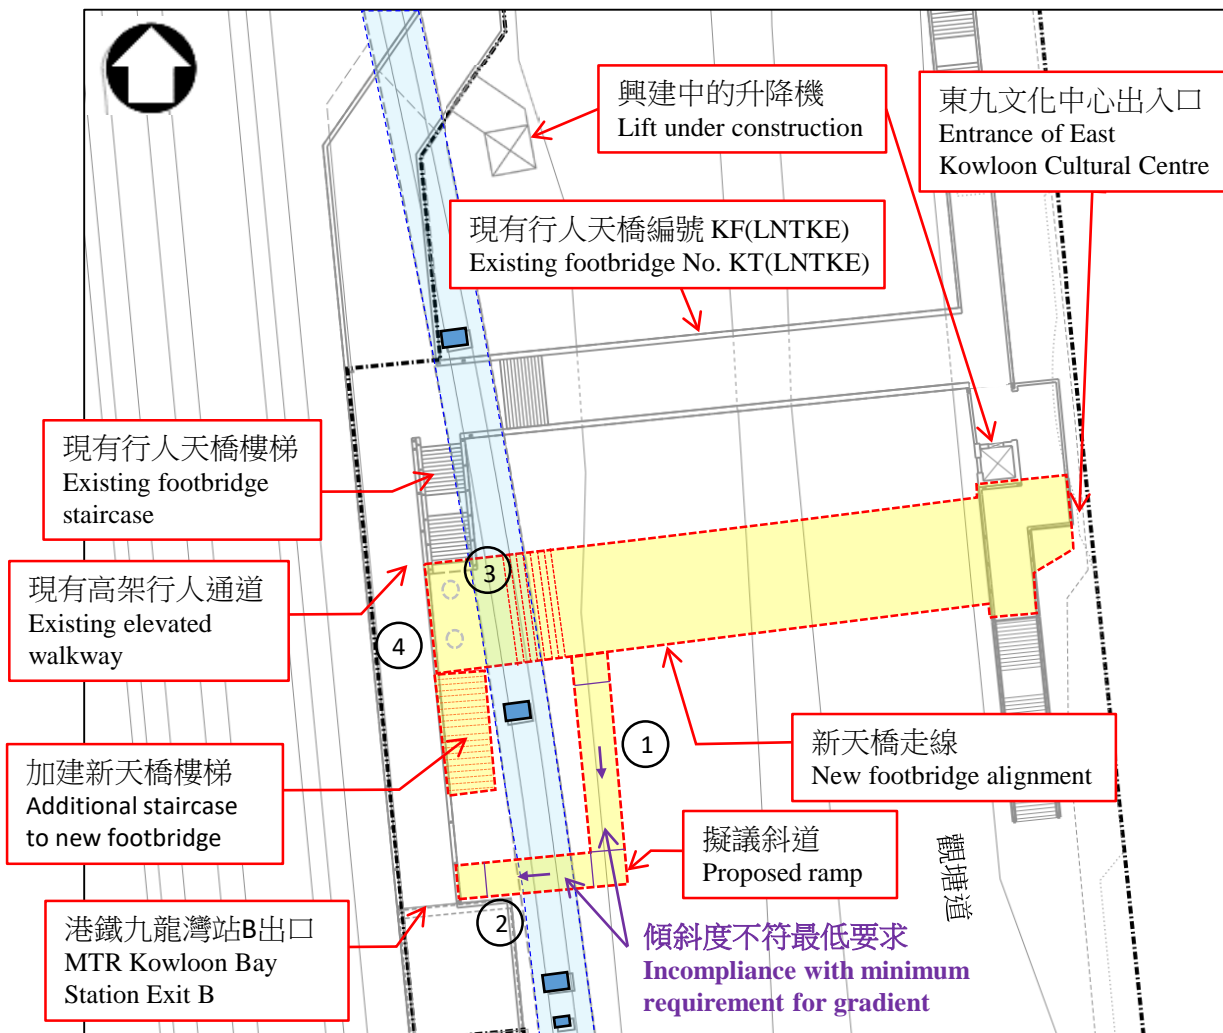 興建中的升降機
Lift under construction
東九文化中心出入口
Entrance of East
Kowloon Cultural Centre
現有行人天橋編號 KF(LNTKE)
Existing footbridge No. KT(LNTKE)
現有行人天橋樓梯
Existing footbridge
staircase
現有高架行人通道
Existing elevated
walkway
3
4
1
新天橋走線
New footbridge alignment
加建新天橋樓梯
Additional staircase
to new footbridge
擬議斜道
Proposed ramp
觀塘道
港鐵九龍灣站B出口
MTR Kowloon Bay
Station Exit B
2
傾斜度不符最低要求
Incompliance with minimum
requirement for gradient